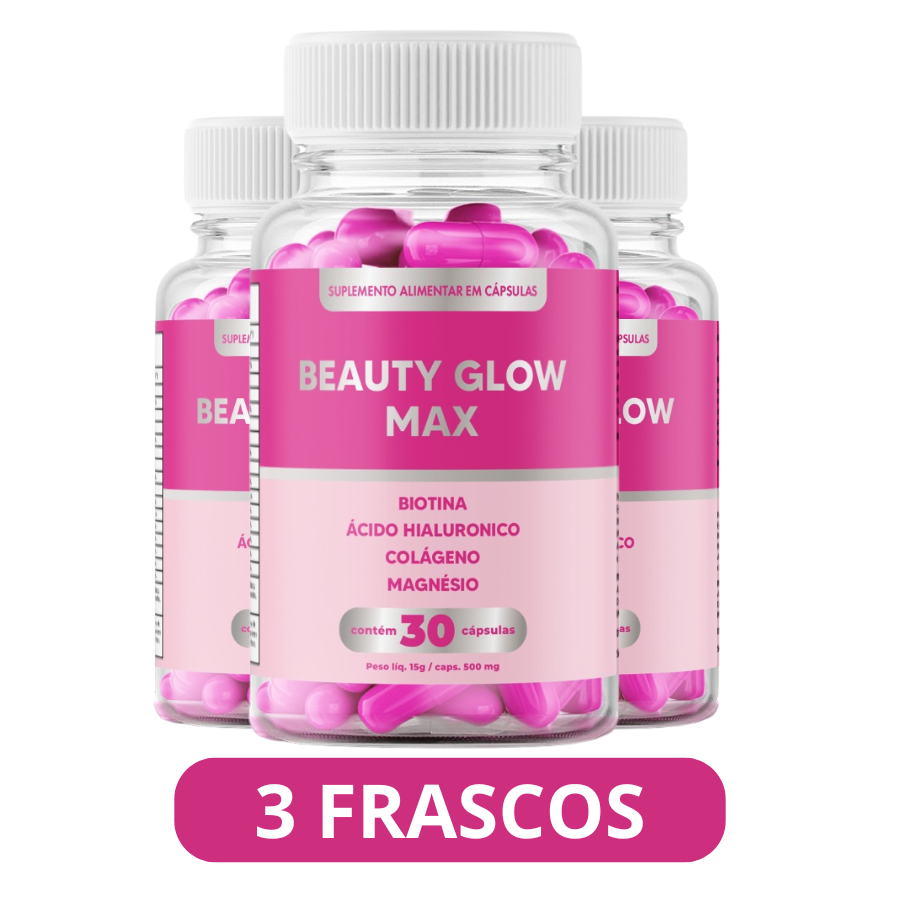 SUPLEMENTO ALIMENTAR EM CÁPSULAS
BEAUTY GLOW
MAX
BIOTINA
ÁCIDO HIALURONICO
COLÁGENO
MAGNÉSIO
contém 30 cápsulas
Peso líq. 15g / caps. 500 mg
3 FRASCOS